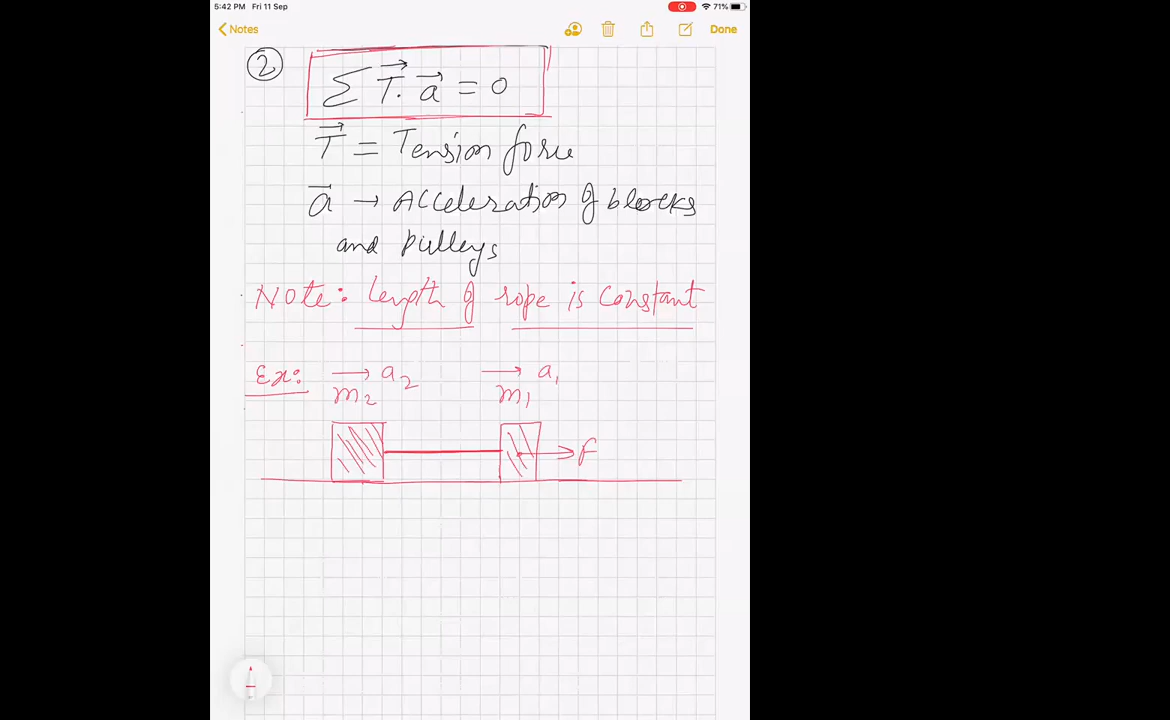 5:42 PM Fri 11 Sep
71%
Notes
Done
2
∑ T⃗. a⃗ = 0
T⃗ = Tension force
a⃗ → Acceleration of blocks
and pulleys
Note: length of rope is constant
Ex: → a₂ → a₁
m₂ m₁
F